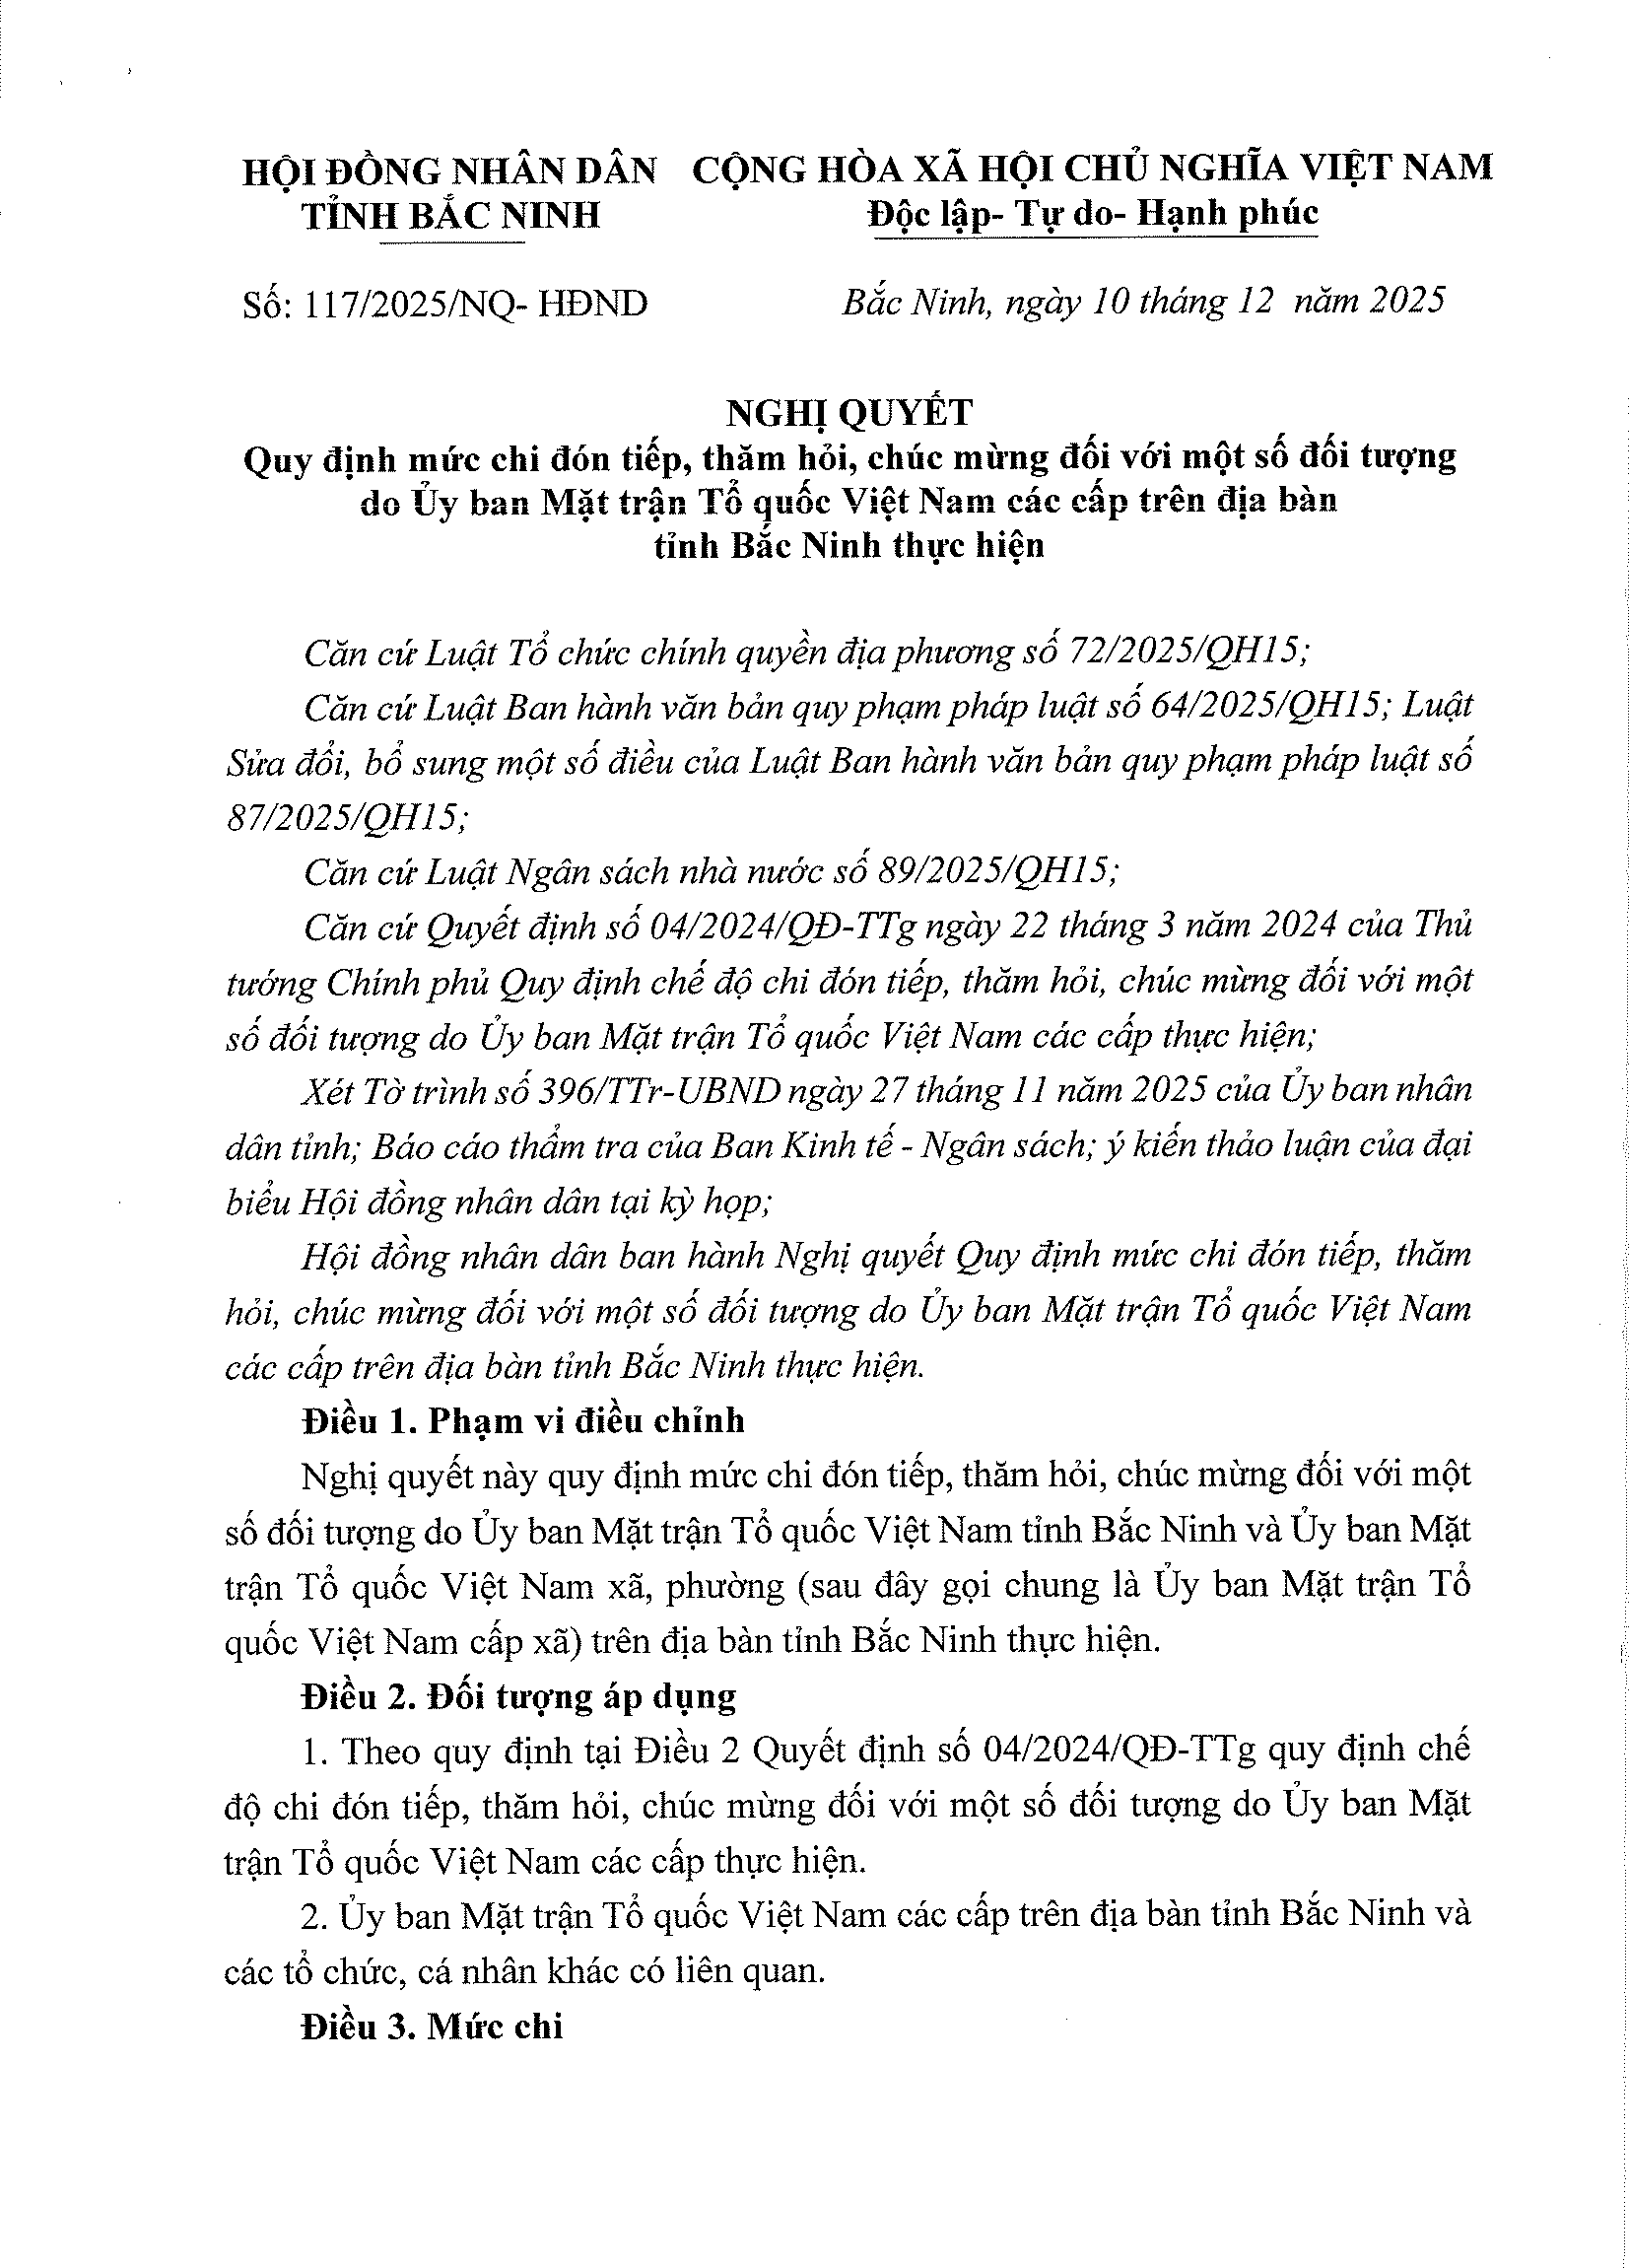 HỘI ĐỒNG NHÂN DÂN
TỈNH BẮC NINH
CỘNG HÒA XÃ HỘI CHỦ NGHĨA VIỆT NAM
Độc lập- Tự do- Hạnh phúc
Số: 117/2025/NQ- HĐND
Bắc Ninh, ngày 10 tháng 12 năm 2025
NGHỊ QUYẾT
Quy định mức chi đón tiếp, thăm hỏi, chúc mừng đối với một số đối tượng
do Ủy ban Mặt trận Tổ quốc Việt Nam các cấp trên địa bàn
tỉnh Bắc Ninh thực hiện
Căn cứ Luật Tổ chức chính quyền địa phương số 72/2025/QH15;
Căn cứ Luật Ban hành văn bản quy phạm pháp luật số 64/2025/QH15; Luật
Sửa đổi, bổ sung một số điều của Luật Ban hành văn bản quy phạm pháp luật số
87/2025/QH15;
Căn cứ Luật Ngân sách nhà nước số 89/2025/QH15;
Căn cứ Quyết định số 04/2024/QĐ-TTg ngày 22 tháng 3 năm 2024 của Thủ
tướng Chính phủ Quy định chế độ chi đón tiếp, thăm hỏi, chúc mừng đối với một
số đối tượng do Ủy ban Mặt trận Tổ quốc Việt Nam các cấp thực hiện;
Xét Tờ trình số 396/TTr-UBND ngày 27 tháng 11 năm 2025 của Ủy ban nhân
dân tỉnh; Báo cáo thẩm tra của Ban Kinh tế - Ngân sách; ý kiến thảo luận của đại
biểu Hội đồng nhân dân tại kỳ họp;
Hội đồng nhân dân ban hành Nghị quyết Quy định mức chi đón tiếp, thăm
hỏi, chúc mừng đối với một số đối tượng do Ủy ban Mặt trận Tổ quốc Việt Nam
các cấp trên địa bàn tỉnh Bắc Ninh thực hiện.
Điều 1. Phạm vi điều chỉnh
Nghị quyết này quy định mức chi đón tiếp, thăm hỏi, chúc mừng đối với một
số đối tượng do Ủy ban Mặt trận Tổ quốc Việt Nam tỉnh Bắc Ninh và Ủy ban Mặt
trận Tổ quốc Việt Nam xã, phường (sau đây gọi chung là Ủy ban Mặt trận Tổ
quốc Việt Nam cấp xã) trên địa bàn tỉnh Bắc Ninh thực hiện.
Điều 2. Đối tượng áp dụng
1. Theo quy định tại Điều 2 Quyết định số 04/2024/QĐ-TTg quy định chế
độ chi đón tiếp, thăm hỏi, chúc mừng đối với một số đối tượng do Ủy ban Mặt
trận Tổ quốc Việt Nam các cấp thực hiện.
2. Ủy ban Mặt trận Tổ quốc Việt Nam các cấp trên địa bàn tỉnh Bắc Ninh và
các tổ chức, cá nhân khác có liên quan.
Điều 3. Mức chi